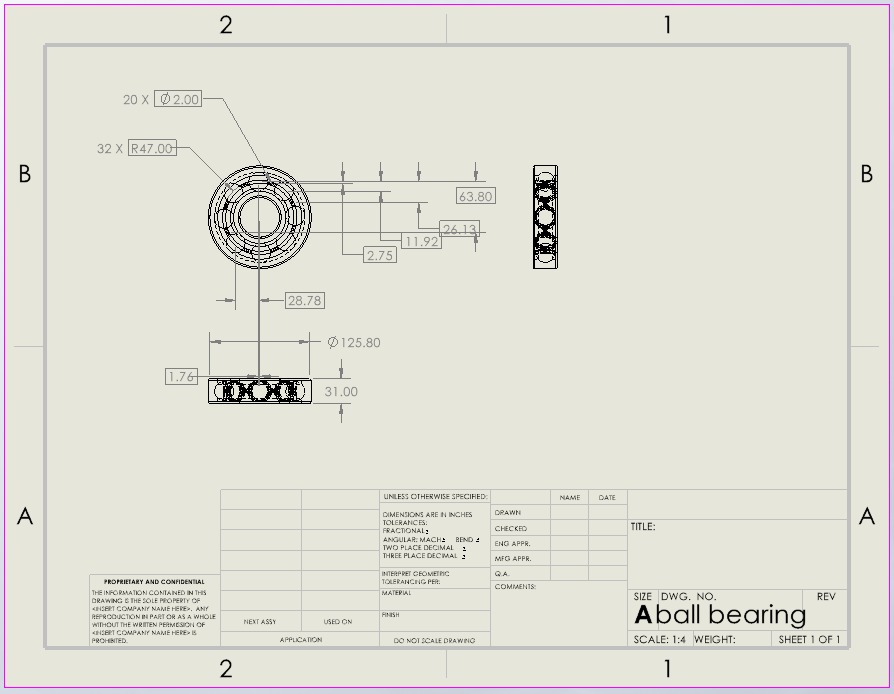 2 1
20 X ∅2.00
32 X R47.00
B B
63.80
26.13
11.92
2.75
28.78
∅125.80
1.76
31.00
A A
UNLESS OTHERWISE SPECIFIED:
DIMENSIONS ARE IN INCHES
TOLERANCES:
FRACTIONAL±
ANGULAR: MACH± BEND ±
TWO PLACE DECIMAL ±
THREE PLACE DECIMAL ±
INTERPRET GEOMETRIC
TOLERANCING PER:
MATERIAL
FINISH
DO NOT SCALE DRAWING
NAME DATE
DRAWN
CHECKED
ENG APPR.
MFG APPR.
Q.A.
COMMENTS:
TITLE:
SIZE DWG. NO. REV
A ball bearing
SCALE: 1:4 WEIGHT: SHEET 1 OF 1
PROPRIETARY AND CONFIDENTIAL
THE INFORMATION CONTAINED IN THIS
DRAWING IS THE SOLE PROPERTY OF
<INSERT COMPANY NAME HERE>. ANY
REPRODUCTION IN PART OR AS A WHOLE
WITHOUT THE WRITTEN PERMISSION OF
<INSERT COMPANY NAME HERE> IS
PROHIBITED.
NEXT ASSY USED ON
APPLICATION
2 1